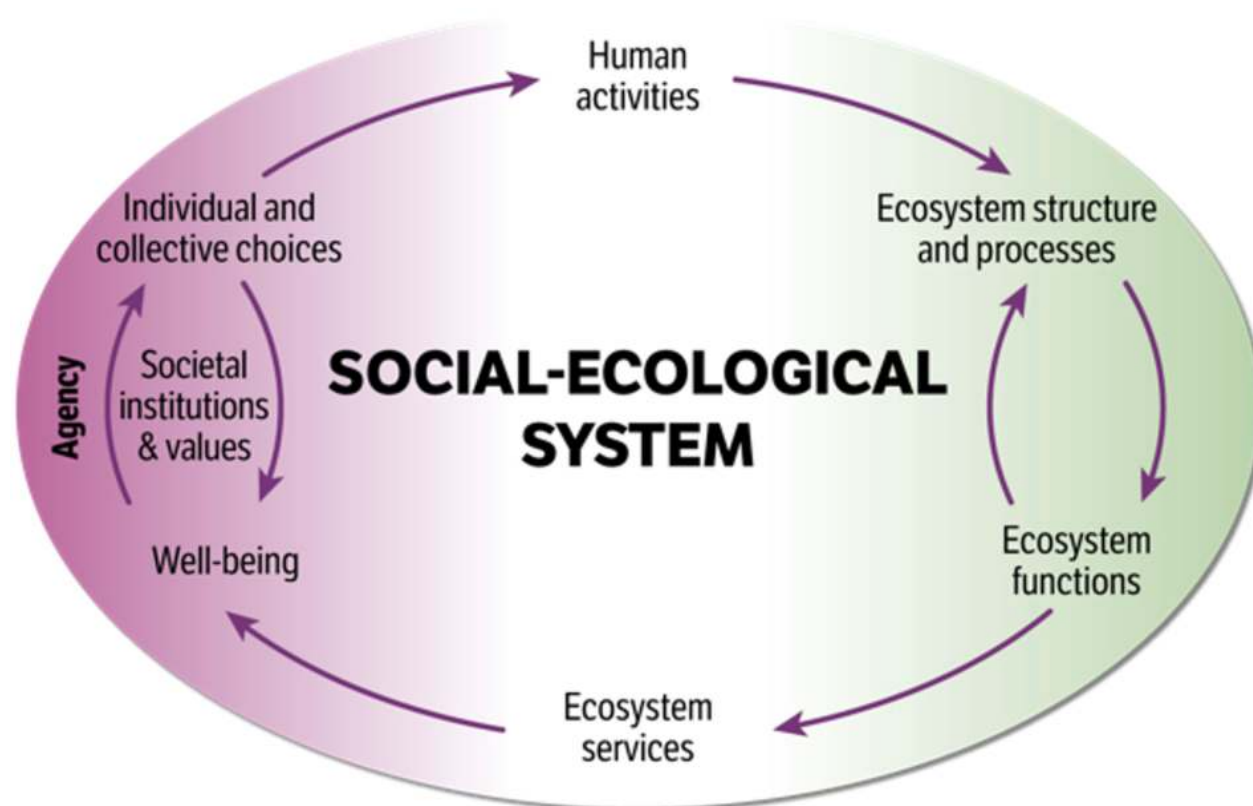 Human
activities
Individual and
collective choices
Ecosystem structure
and processes
Agency
Societal
institutions
& values
SOCIAL-ECOLOGICAL
SYSTEM
Well-being
Ecosystem
functions
Ecosystem
services